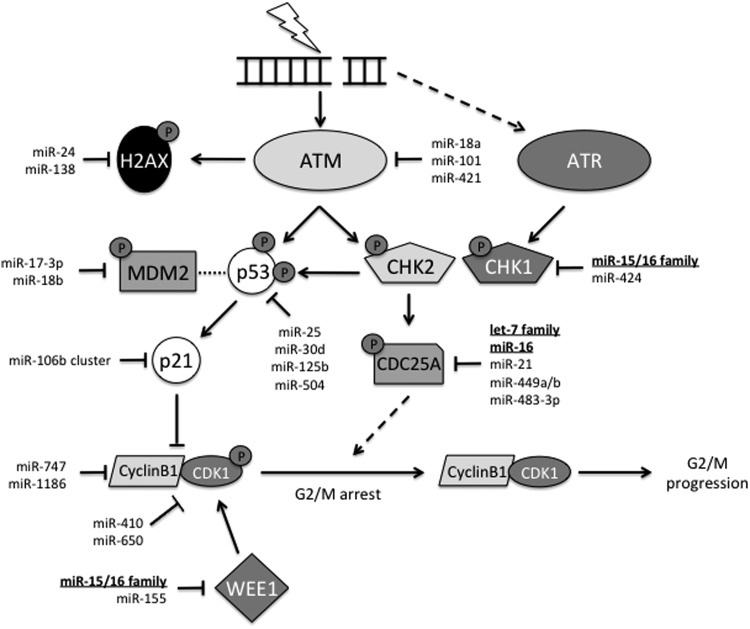 P
miR-24
miR-138
H2AX
ATM
miR-18a
miR-101
miR-421
ATR
P
P
P
P
P
miR-17-3p
miR-18b
MDM2
p53
CHK2
CHK1
miR-15/16 family
miR-424
miR-106b cluster
p21
miR-25
miR-30d
miR-125b
miR-504
P
CDC25A
let-7 family
miR-16
miR-21
miR-449a/b
miR-483-3p
miR-747
miR-1186
CyclinB1
CDK1
P
G2/M arrest
CyclinB1
CDK1
G2/M
progression
miR-410
miR-650
miR-15/16 family
miR-155
WEE1